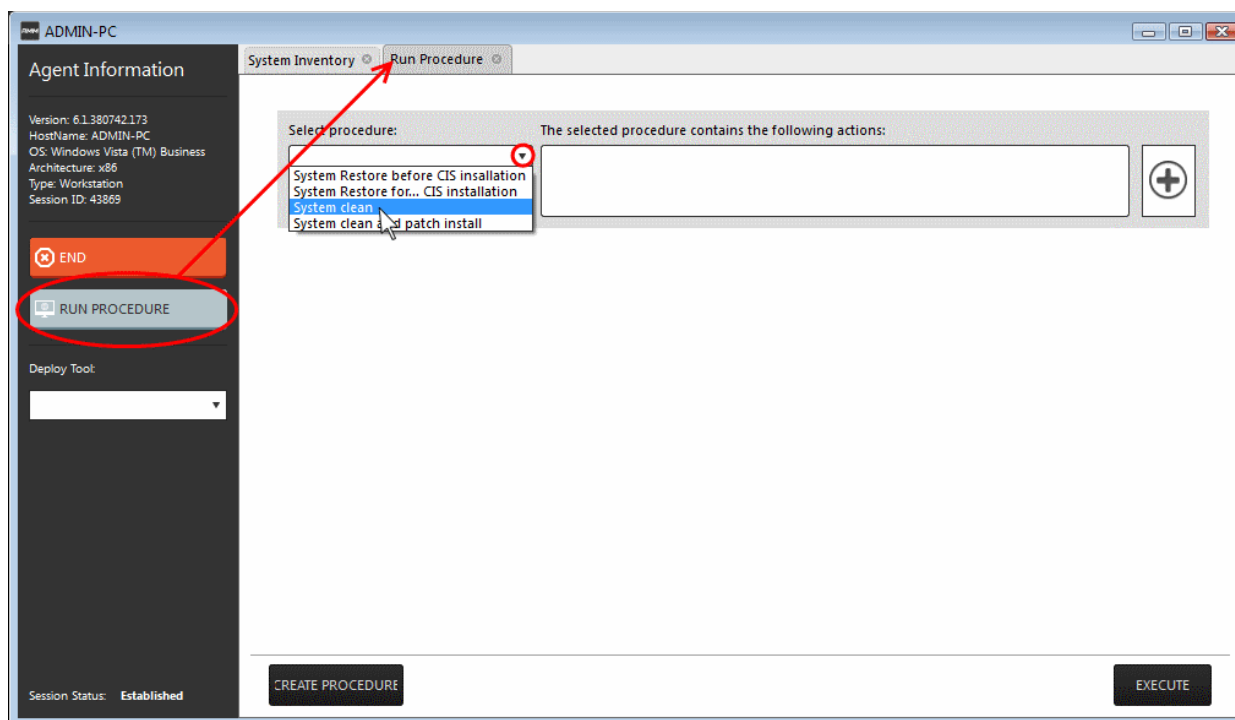 RMM ADMIN-PC
Agent Information
Version: 6.1.380742.173
HostName: ADMIN-PC
OS: Windows Vista (TM) Business
Architecture: x86
Type: Workstation
Session ID: 43869
END
RUN PROCEDURE
Deploy Tool:
Session Status: Established
System Inventory
Run Procedure
Select procedure:
System Restore before CIS insallation
System Restore for... CIS installation
System clean
System clean and patch install
The selected procedure contains the following actions:
CREATE PROCEDURE
EXECUTE